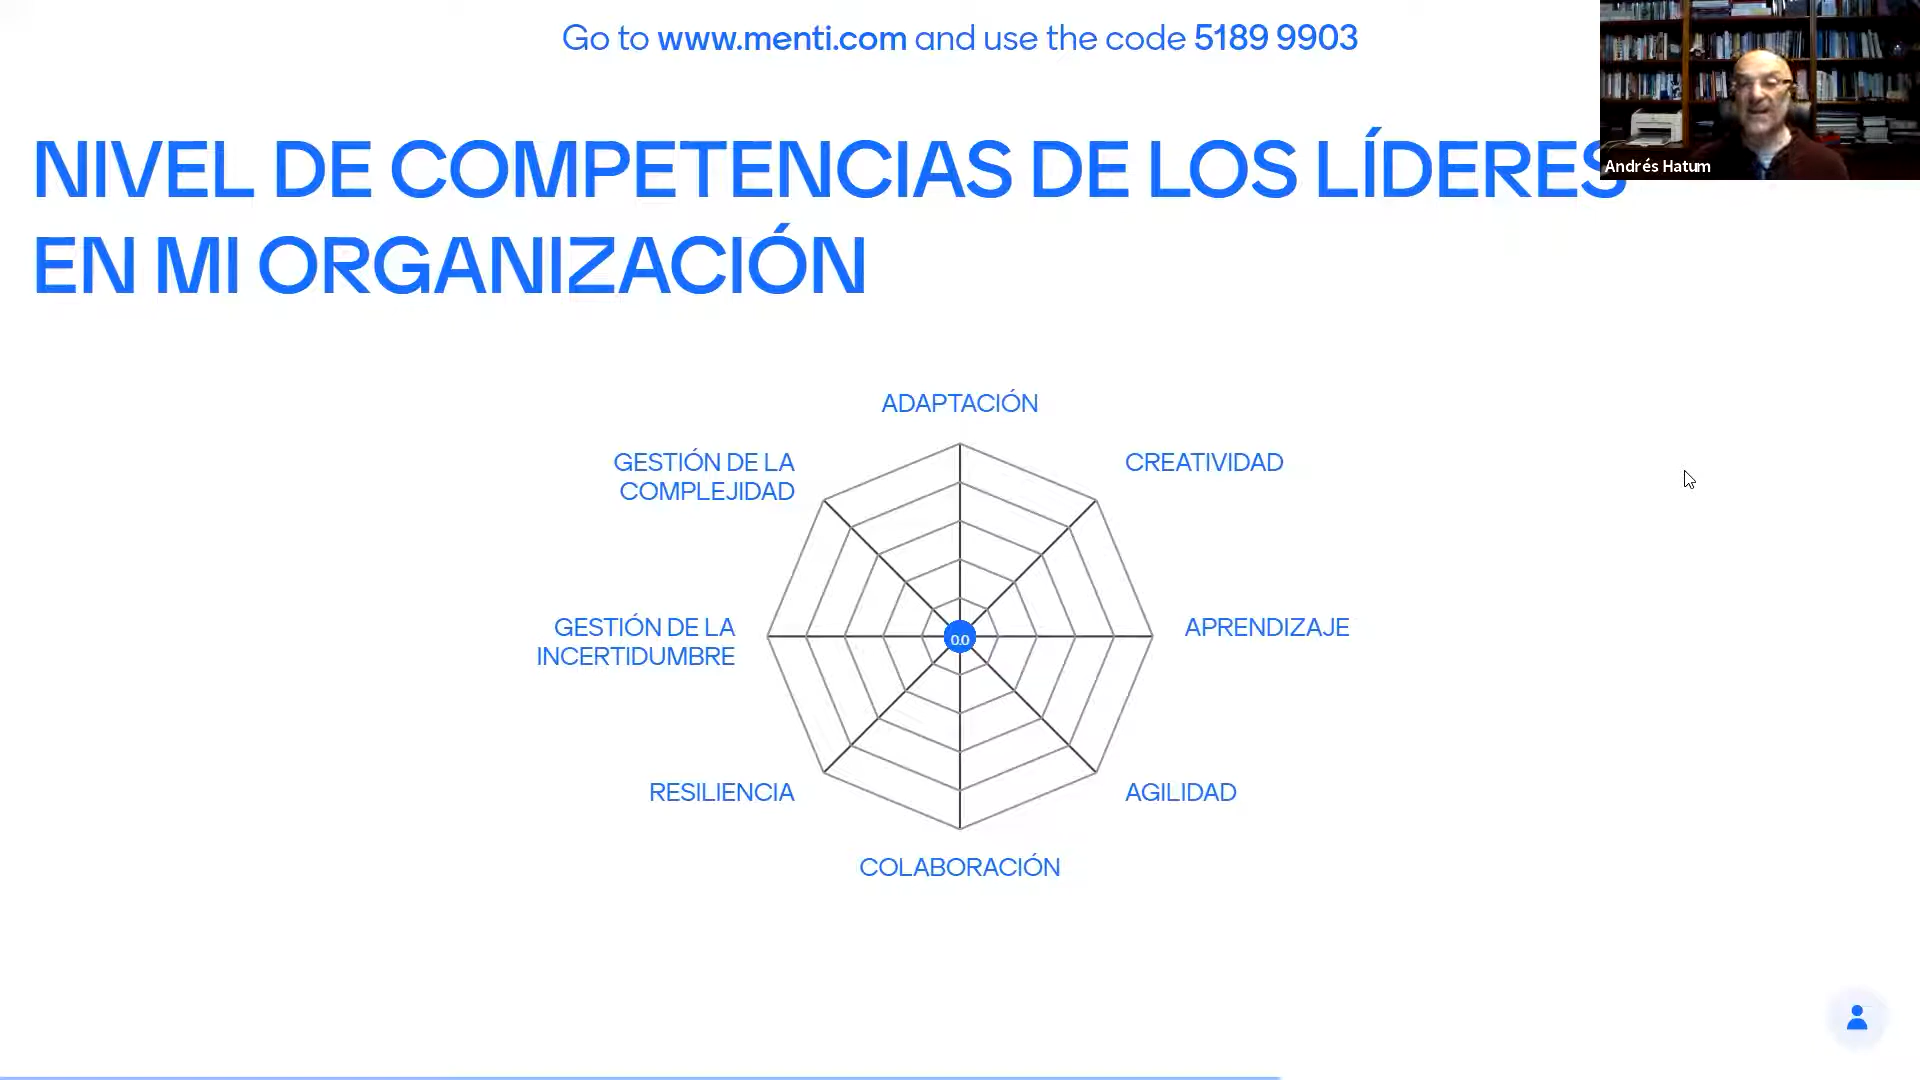 Go to www.menti.com and use the code 5189 9903
NIVEL DE COMPETENCIAS DE LOS LÍDERES
EN MI ORGANIZACIÓN
Andrés Hatum
ADAPTACIÓN
GESTIÓN DE LA
COMPLEJIDAD
CREATIVIDAD
GESTIÓN DE LA
INCERTIDUMBRE
0.0
APRENDIZAJE
RESILIENCIA
AGILIDAD
COLABORACIÓN